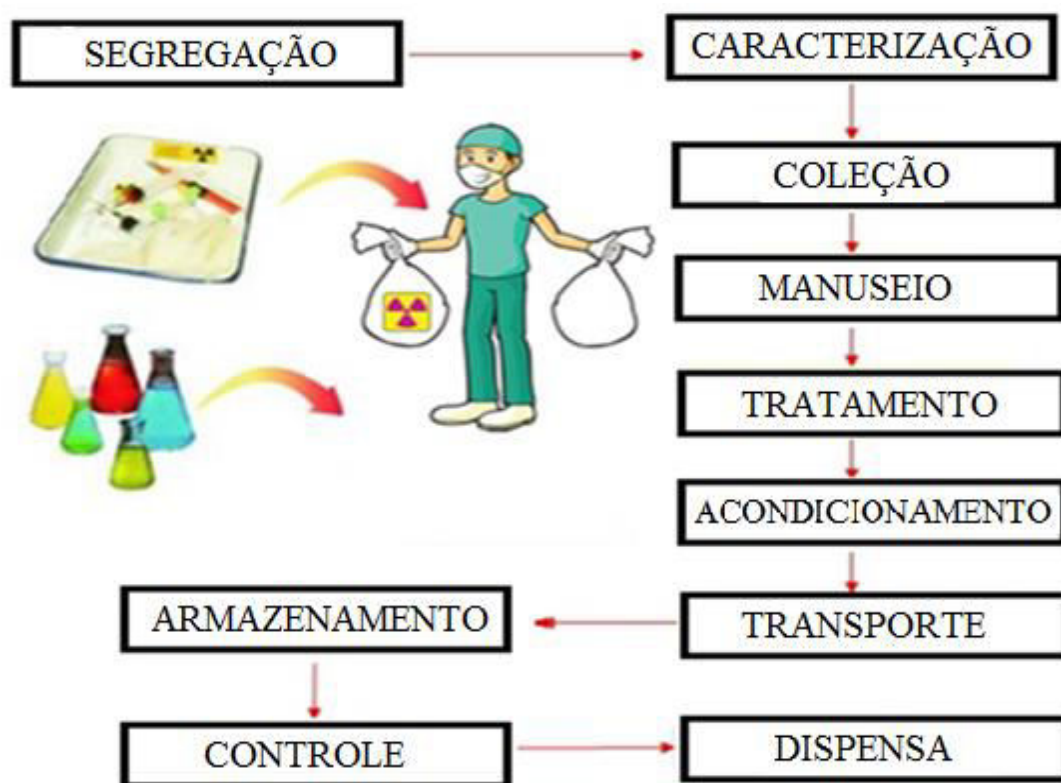 SEGREGAÇÃO
CARACTERIZAÇÃO
COLEÇÃO
MANUSEIO
TRATAMENTO
ACONDICIONAMENTO
TRANSPORTE
ARMAZENAMENTO
CONTROLE
DISPENSA